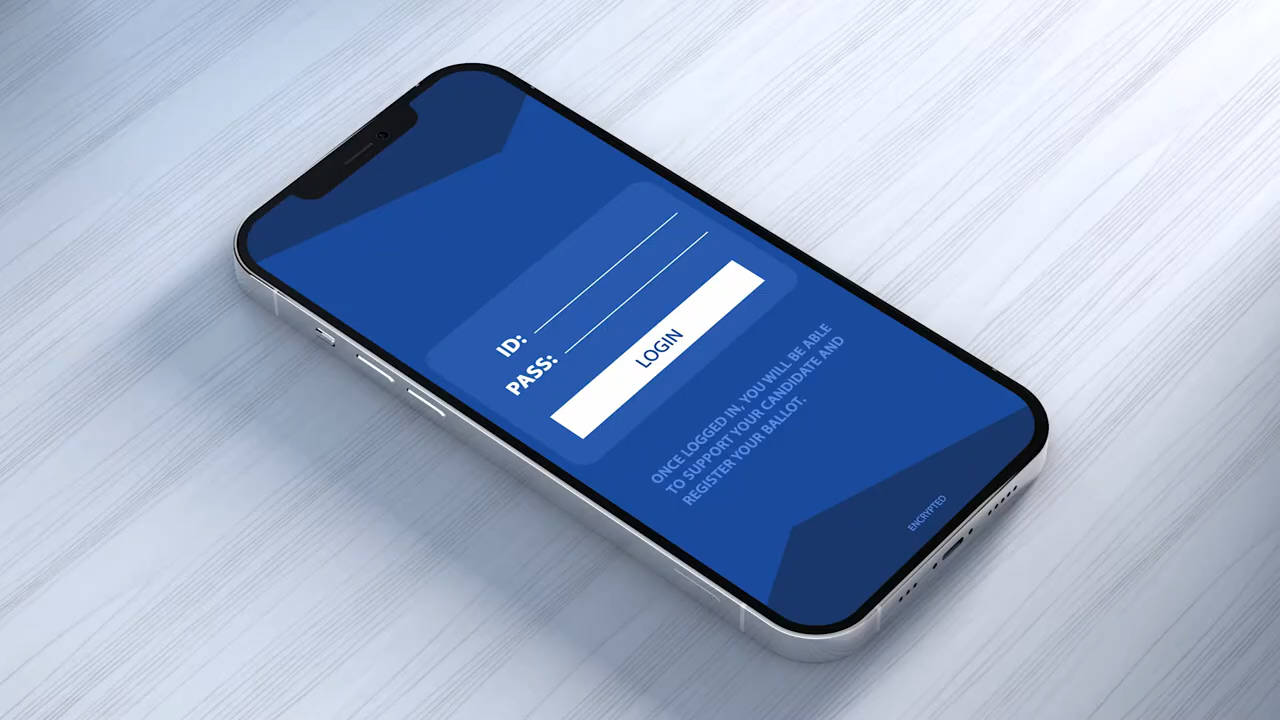 ID:
PASS:
LOGIN
ONCE LOGGED IN, YOU WILL BE ABLE
TO SUPPORT YOUR CANDIDATE AND
REGISTER YOUR BALLOT.
ENCRYPTED